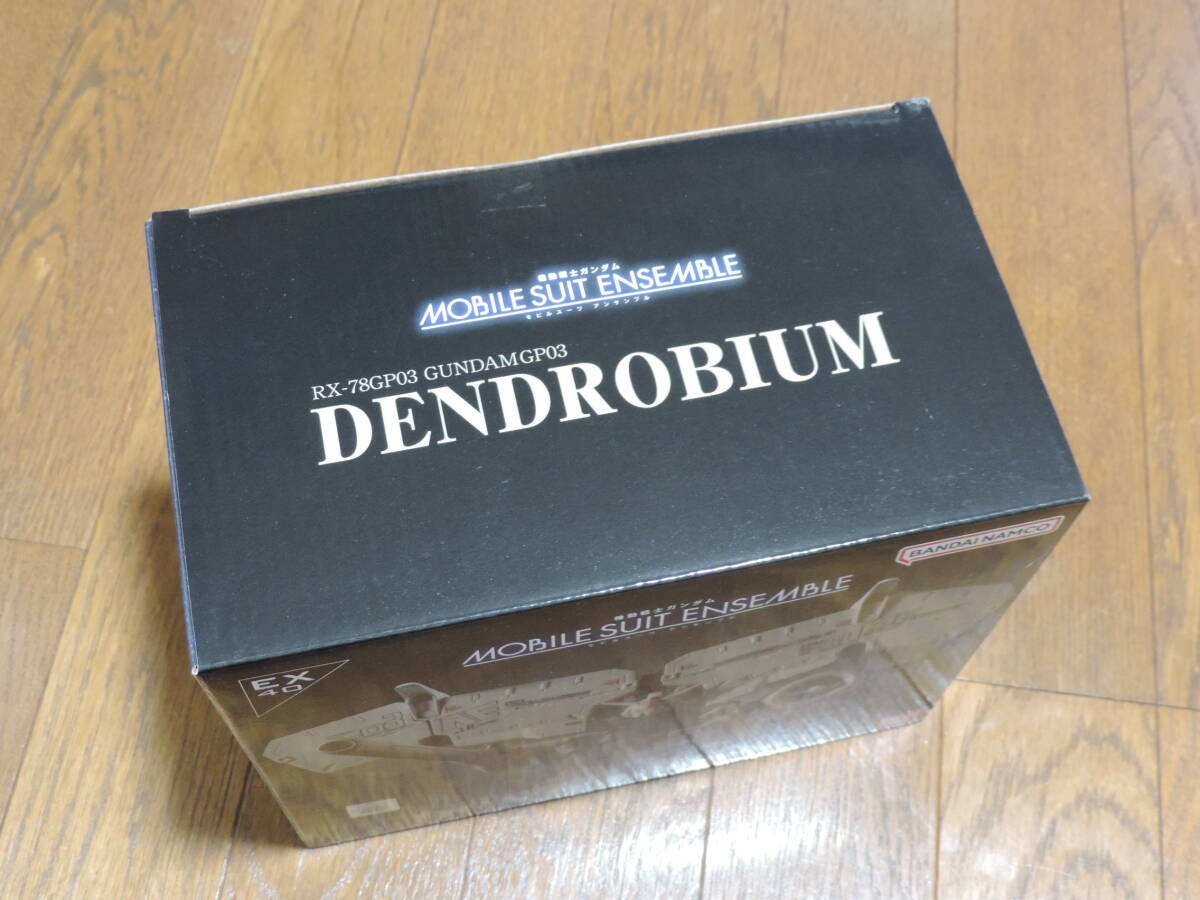 機動戦士ガンダム
MOBILE SUIT ENSEMBLE
モビルスーツ アンサンブル
RX-78GP03 GUNDAMGP03
DENDROBIUM
BANDAI NAMCO
機動戦士ガンダム
MOBILE SUIT ENSEMBLE
EX
40